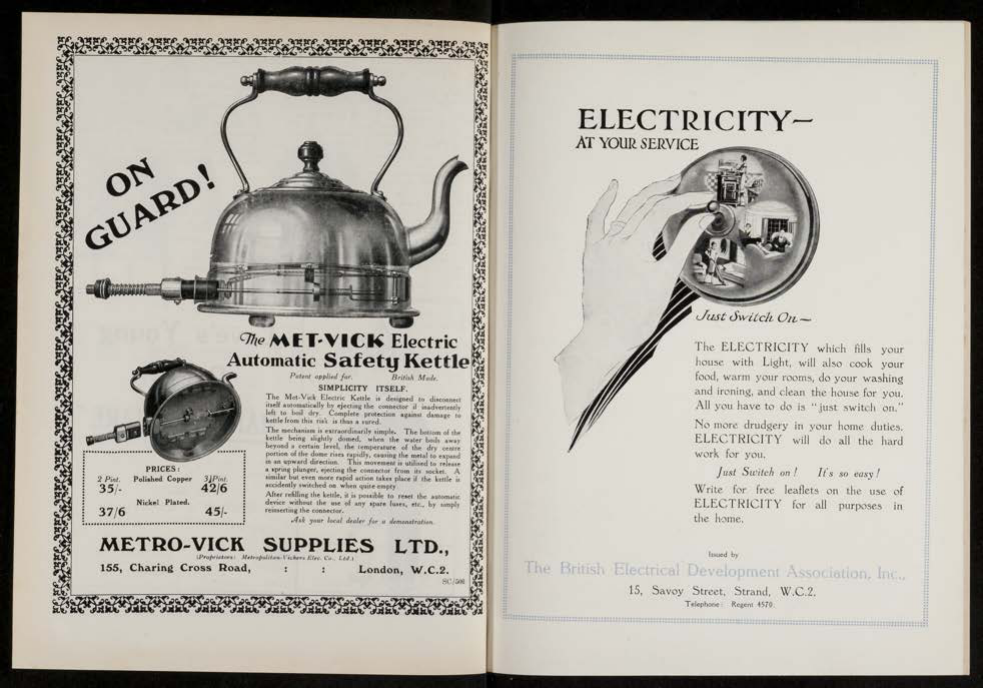 ON
GUARD!
The MET-VICK Electric
Automatic Safety Kettle
Patent applied for. British Made.
SIMPLICITY ITSELF.
The Met-Vick Electric Kettle is designed to disconnect
itself automatically by ejecting the connector if inadvertently
left to boil dry. Complete protection against damage to
kettle from this risk is thus
The mechanism is extraordinarily simple. The bottom of the
kettle being slightly domed, when the water boils away
beyond a certain level, the temperature of the dry centre
portion of the dome rises rapidly, causing the metal to expand
in an upward direction. This movement is utilised to release
a spring plunger, ejecting the connector from its socket. A
similar but even more rapid action takes place if the kettle is
accidently switched on when quite empty.
After refilling the kettle, it is possible to reset the automatic
device without the use of any spare fuses, etc., by simply
reinserting the connector.
Ask your local dealer for a demonstration.
PRICES:
2 Pint. Polished Copper 3½Pint.
35/- 42/6
Nickel Plated.
37/6 45/-
METRO-VICK SUPPLIES LTD.,
(Proprietors: Metropolitan-Vickers Elec. Co., Ltd.)
155, Charing Cross Road, : : London, W.C.2.
ELECTRICITY—
AT YOUR SERVICE
Just Switch On—
The ELECTRICITY which fills your
house with Light, will also cook your
food, warm your rooms, do your washing
and ironing, and clean the house for you.
All you have to do is "just switch on."
No more drudgery in your home duties.
ELECTRICITY will do all the hard
work for you.
Just Switch on! It's so easy!
Write for free leaflets on the use of
ELECTRICITY for all purposes in
the home.
Issued by
The British Electrical Development Association, Inc.,
15, Savoy Street, Strand, W.C.2.
Telephone: Regent 4570.